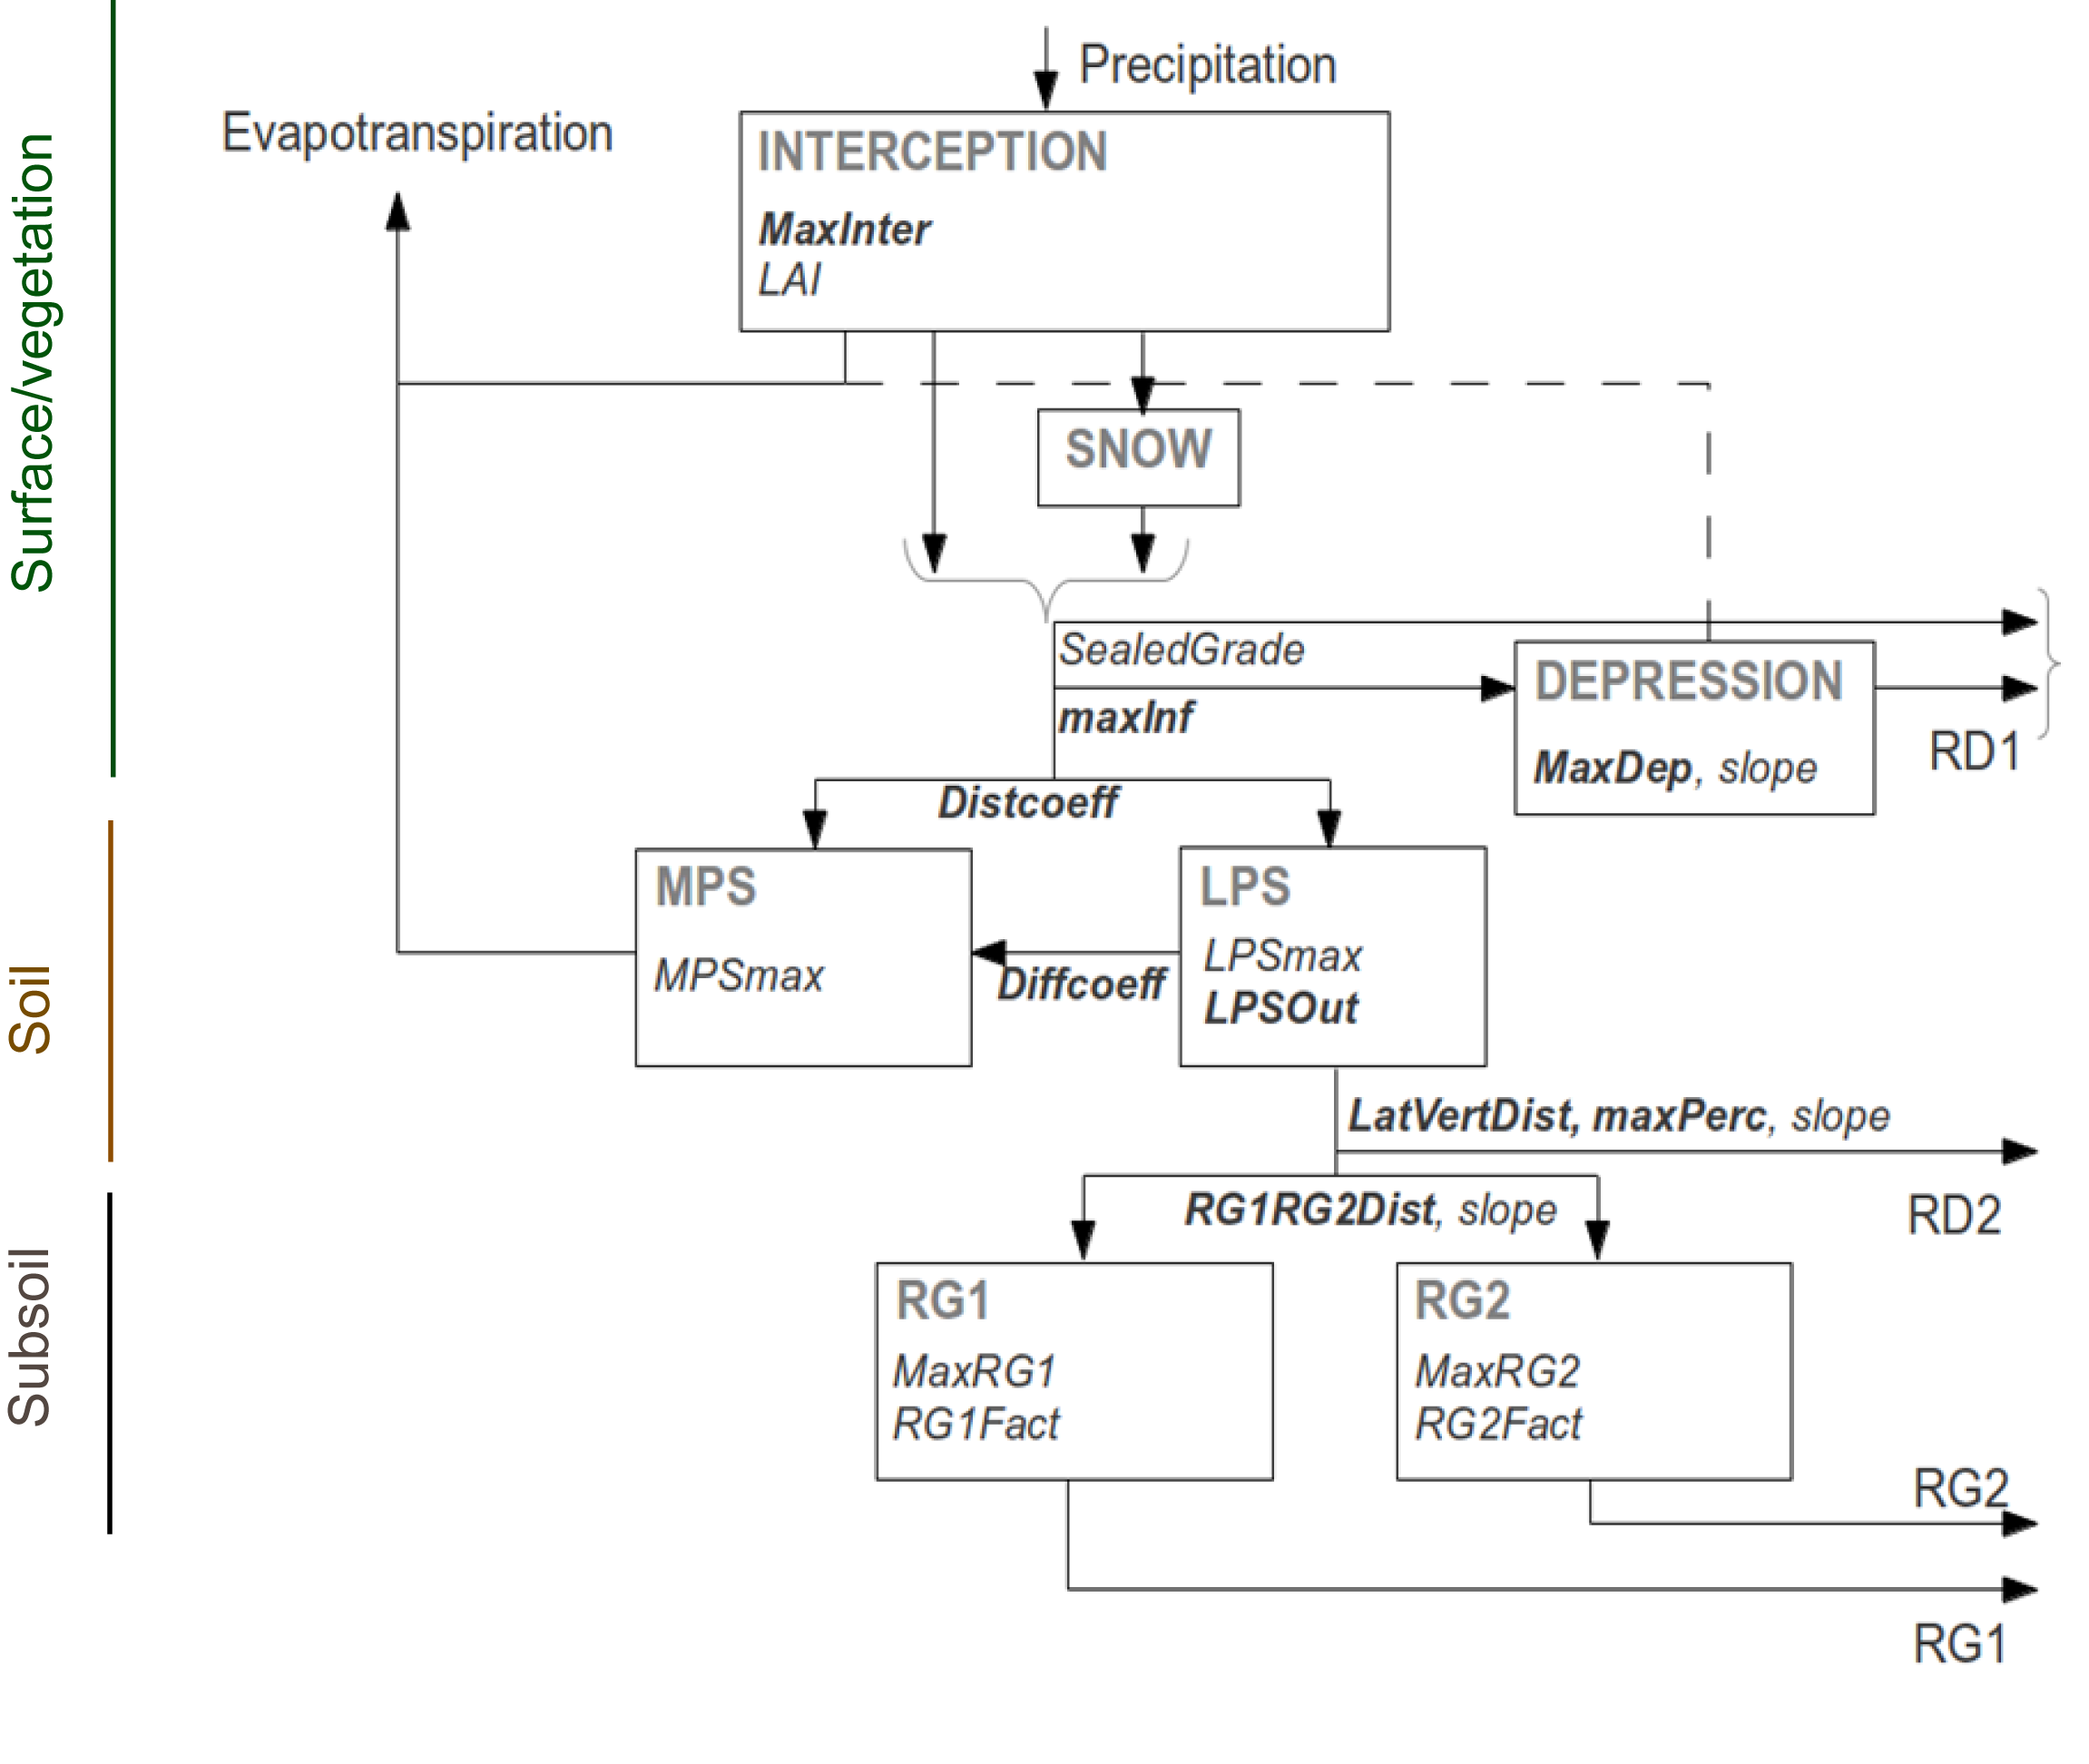 Precipitation
Evapotranspiration
INTERCEPTION
MaxInter
LAI
Surface/vegetation
SNOW
SealedGrade
maxInf
DEPRESSION
MaxDep, slope
RD1
Distcoeff
MPS
MPSmax
LPS
LPSmax
LPSOut
Diffcoeff
Soil
LatVertDist, maxPerc, slope
RD2
RG1RG2Dist, slope
Subsoil
RG1
MaxRG1
RG1Fact
RG2
MaxRG2
RG2Fact
RG2
RG1